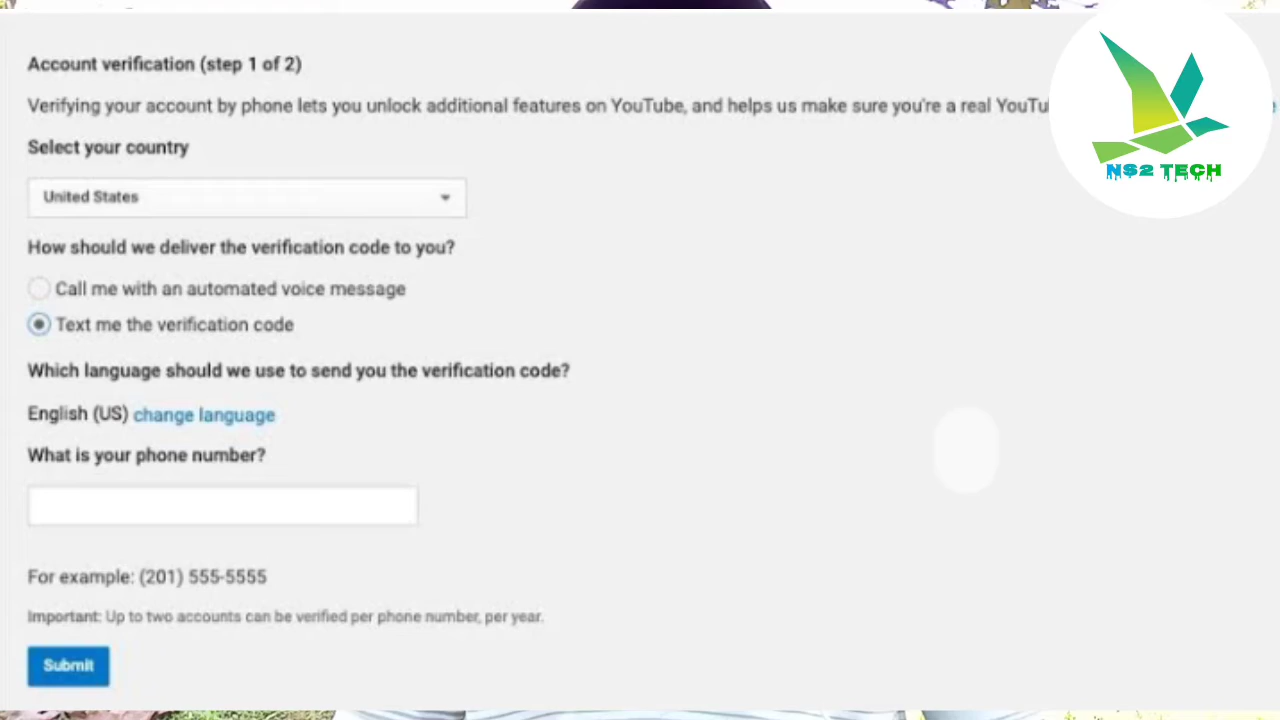 Account verification (step 1 of 2)
Verifying your account by phone lets you unlock additional features on YouTube, and helps us make sure you're a real YouTu
Select your country
United States
How should we deliver the verification code to you?
Call me with an automated voice message
Text me the verification code
Which language should we use to send you the verification code?
English (US) change language
What is your phone number?
For example: (201) 555-5555
Important: Up to two accounts can be verified per phone number, per year.
Submit
NS2 TECH